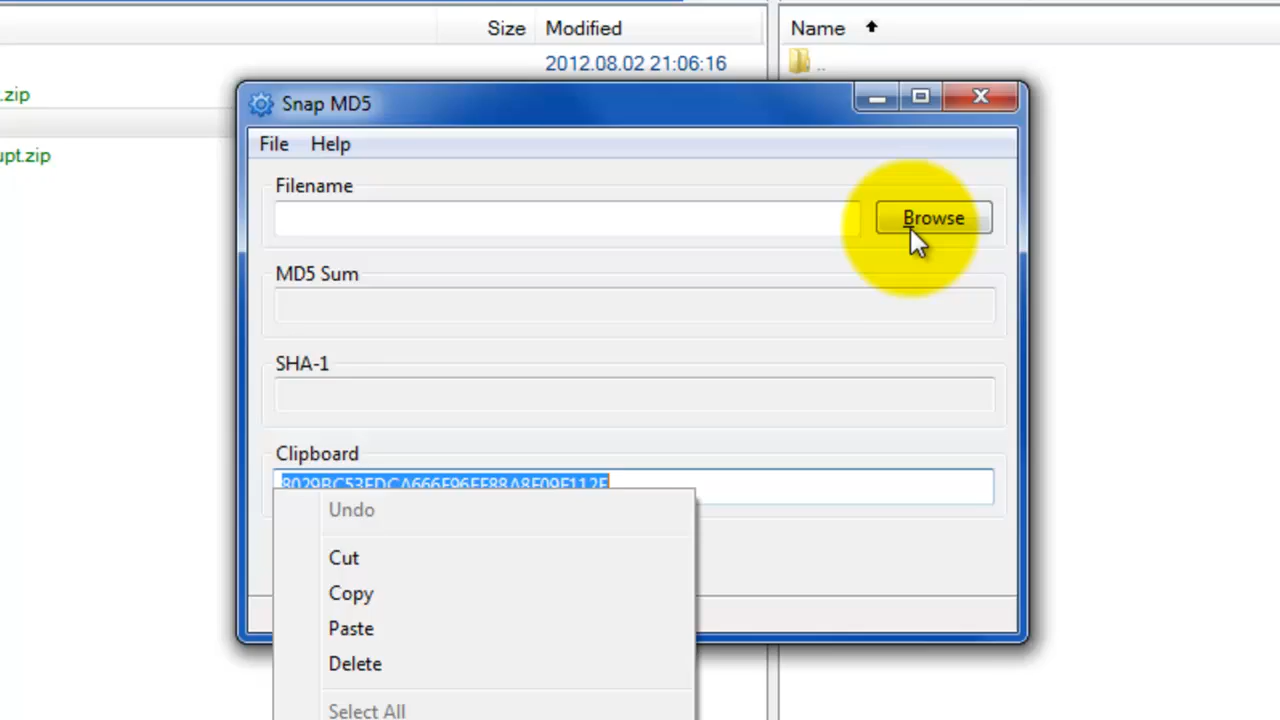 Size Modified Name
2012.08.02 21:06:16 ..
.zip
Snap MD5
File Help
upt.zip
Filename
Browse
MD5 Sum
SHA-1
Clipboard
Undo
Cut
Copy
Paste
Delete
Select All